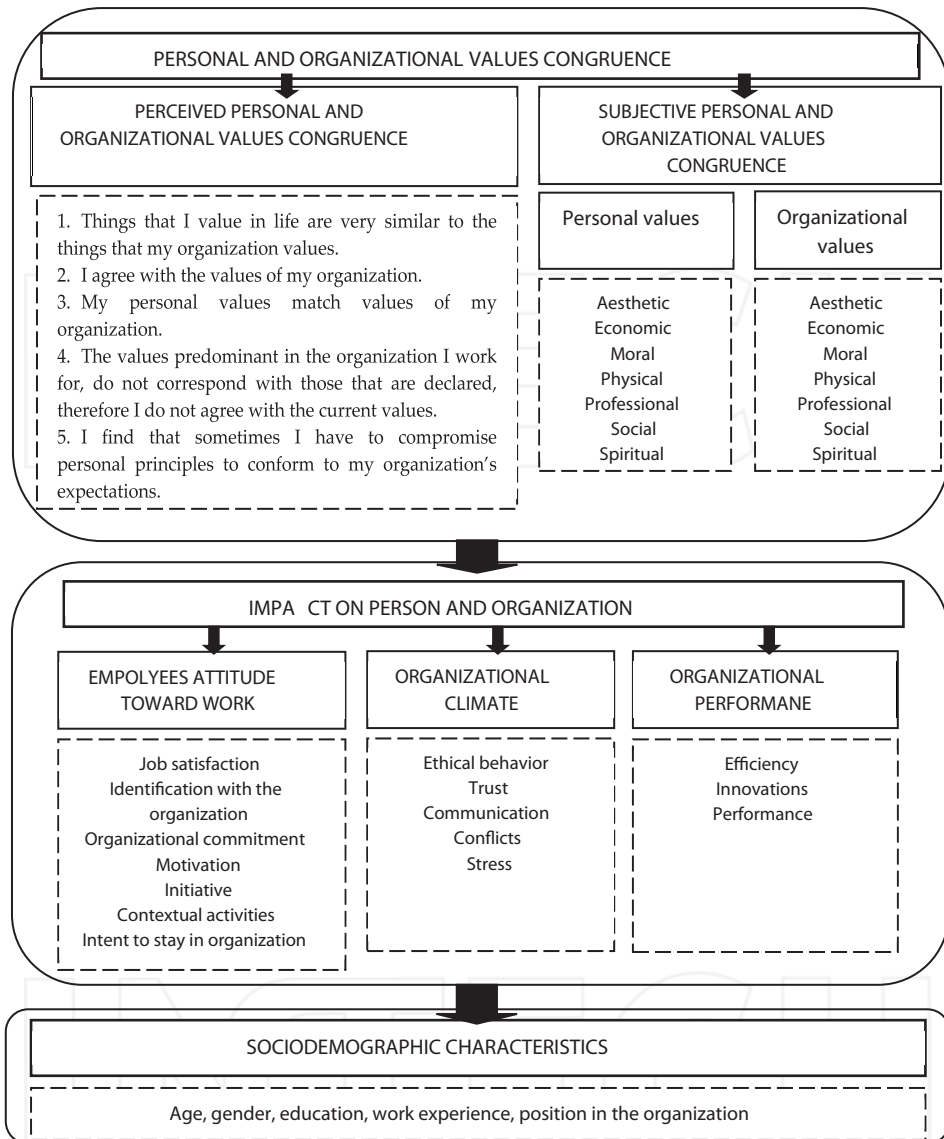 PERSONAL AND ORGANIZATIONAL VALUES CONGRUENCE
PERCEIVED PERSONAL AND
ORGANIZATIONAL VALUES CONGRUENCE
1. Things that I value in life are very similar to the
things that my organization values.
2. I agree with the values of my organization.
3. My personal values match values of my
organization.
4. The values predominant in the organization I work
for, do not correspond with those that are declared,
therefore I do not agree with the current values.
5. I find that sometimes I have to compromise
personal principles to conform to my organization's
expectations.
SUBJECTIVE PERSONAL AND
ORGANIZATIONAL VALUES
CONGRUENCE
Personal values
Aesthetic
Economic
Moral
Physical
Professional
Social
Spiritual
Organizational
values
Aesthetic
Economic
Moral
Physical
Professional
Social
Spiritual
IMPA CT ON PERSON AND ORGANIZATION
EMPOLYEES ATTITUDE
TOWARD WORK
Job satisfaction
Identification with the
organization
Organizational commitment
Motivation
Initiative
Contextual activities
Intent to stay in organization
ORGANIZATIONAL
CLIMATE
Ethical behavior
Trust
Communication
Conflicts
Stress
ORGANIZATIONAL
PERFORMANE
Efficiency
Innovations
Performance
SOCIODEMOGRAPHIC CHARACTERISTICS
Age, gender, education, work experience, position in the organization